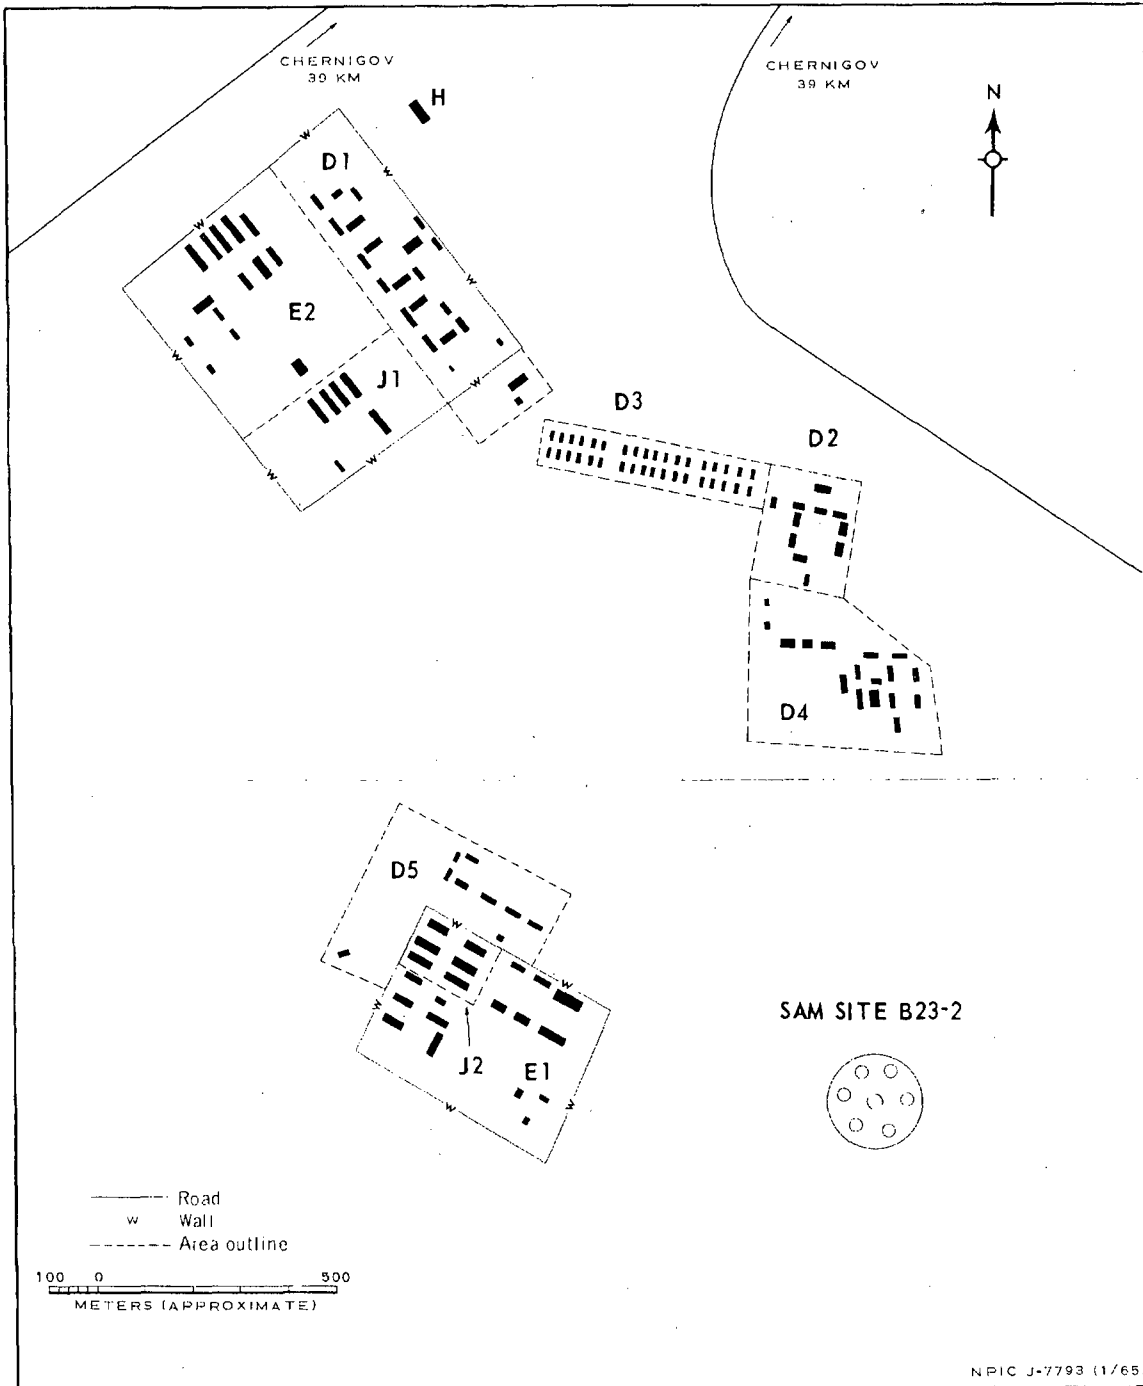 CHERNIGOV
39 KM
CHERNIGOV
39 KM
H
N
D1
E2
J1
D3
D2
D4
D5
SAM SITE B23-2
J2
E1
W
W
W
W
W
W
W
W
W
W
W
W
W
Road
W Wall
Area outline
100 0 500
METERS (APPROXIMATE)
NPIC J-7793 (1/65